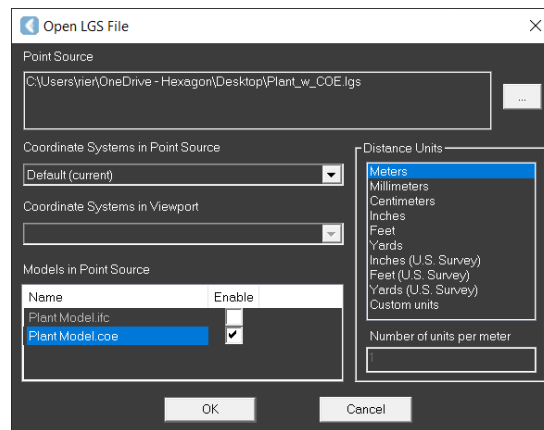 Open LGS File
Point Source
C:\Users\rier\OneDrive - Hexagon\Desktop\Plant_w_COE.lgs
...
Coordinate Systems in Point Source
Default (current)
Coordinate Systems in Viewport
Models in Point Source
Name Enable
Plant Model.ifc
Plant Model.coe
Distance Units
Meters
Millimeters
Centimeters
Inches
Feet
Yards
Inches (U.S. Survey)
Feet (U.S. Survey)
Yards (U.S. Survey)
Custom units
Number of units per meter
1
OK
Cancel